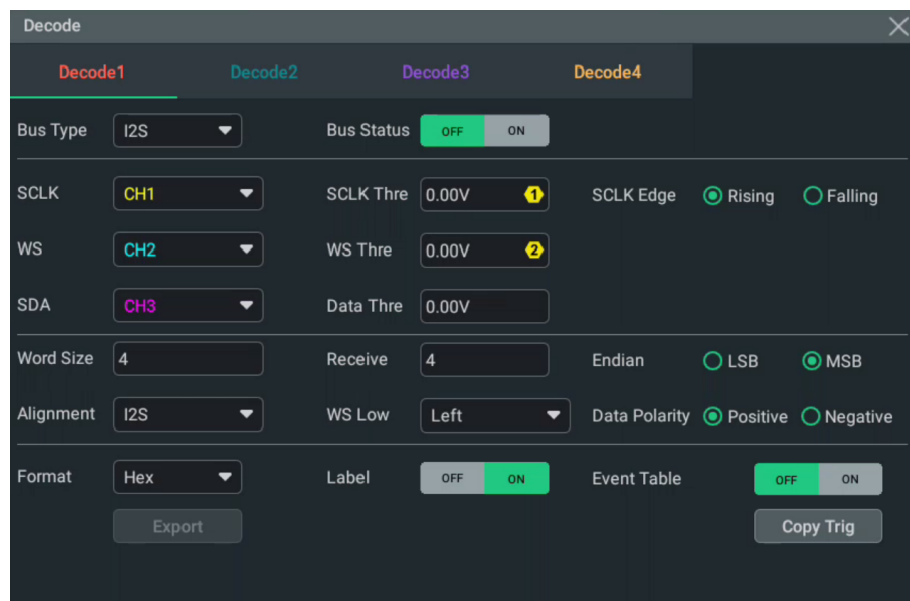 Decode
Decode1 Decode2 Decode3 Decode4
Bus Type I2S Bus Status OFF ON
SCLK CH1 SCLK Thre 0.00V 1 SCLK Edge Rising Falling
WS CH2 WS Thre 0.00V 2
SDA CH3 Data Thre 0.00V
Word Size 4 Receive 4 Endian LSB MSB
Alignment I2S WS Low Left Data Polarity Positive Negative
Format Hex Label OFF ON Event Table OFF ON
Export Copy Trig